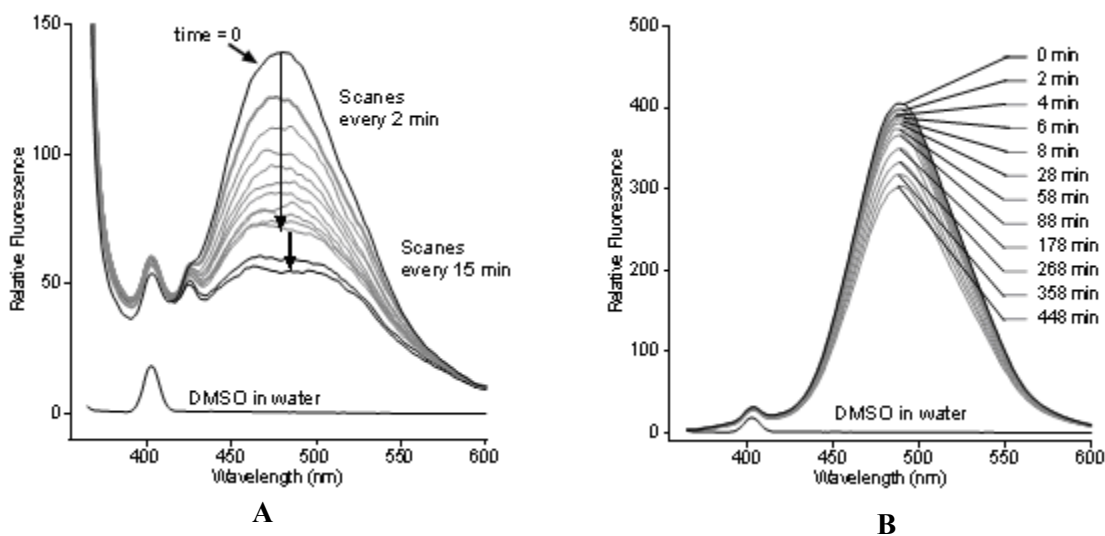 150
100
50
0
Relative Fluorescence
400
450
500
550
600
Wavelength (nm)
time = 0
Scanes
every 2 min
Scanes
every 15 min
DMSO in water
A
500
400
300
200
100
0
Relative Fluorescence
400
450
500
550
600
Wavelength (nm)
0 min
2 min
4 min
6 min
8 min
28 min
58 min
88 min
178 min
268 min
358 min
448 min
DMSO in water
B